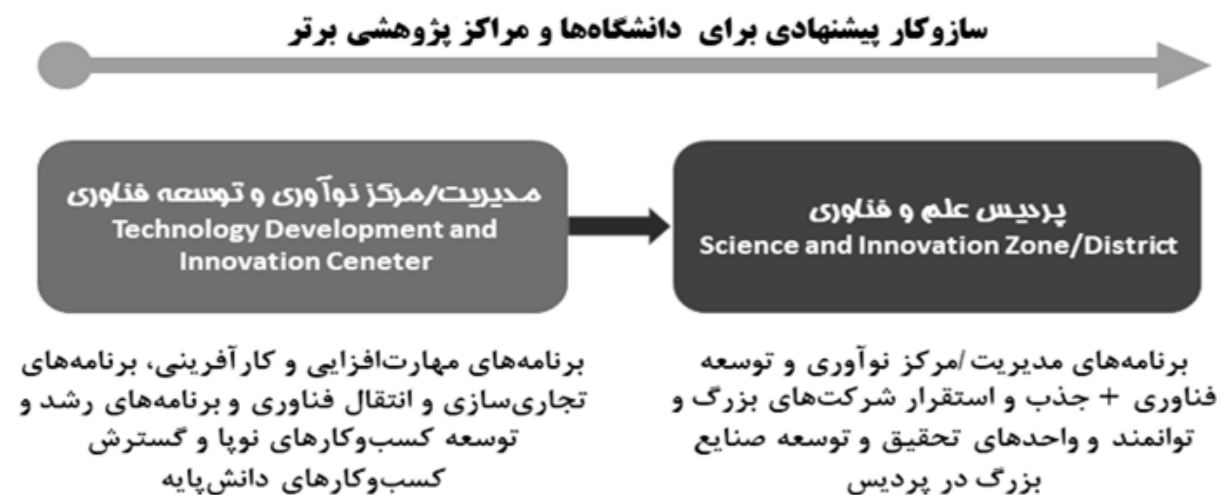 سازوکار پیشنهادی برای دانشگاه‌ها و مراکز پژوهشی برتر
مدیریت/مرکز نوآوری و توسعه فناوری
Technology Development and
Innovation Ceneter
پردیس علم و فناوری
Science and Innovation Zone/District
برنامه‌های مهارت‌افزایی و کارآفرینی، برنامه‌های
تجاری‌سازی و انتقال فناوری و برنامه‌های رشد و
توسعه کسب‌وکارهای نوپا و گسترش
کسب‌وکارهای دانش‌پایه
برنامه‌های مدیریت/مرکز نوآوری و توسعه
فناوری + جذب و استقرار شرکت‌های بزرگ و
توانمند و واحدهای تحقیق و توسعه صنایع
بزرگ در پردیس